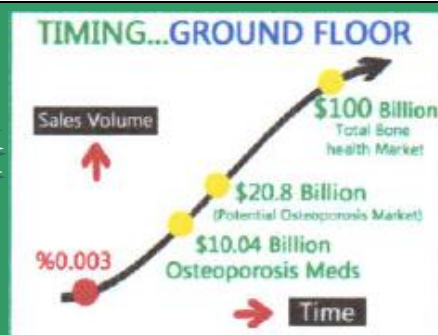 TIMING...GROUND FLOOR
Sales Volume
$100 Billion
Total Bone
health Market
$20.8 Billion
(Potential Osteoporosis Market)
$10.04 Billion
Osteoporosis Meds
%0.003
Time